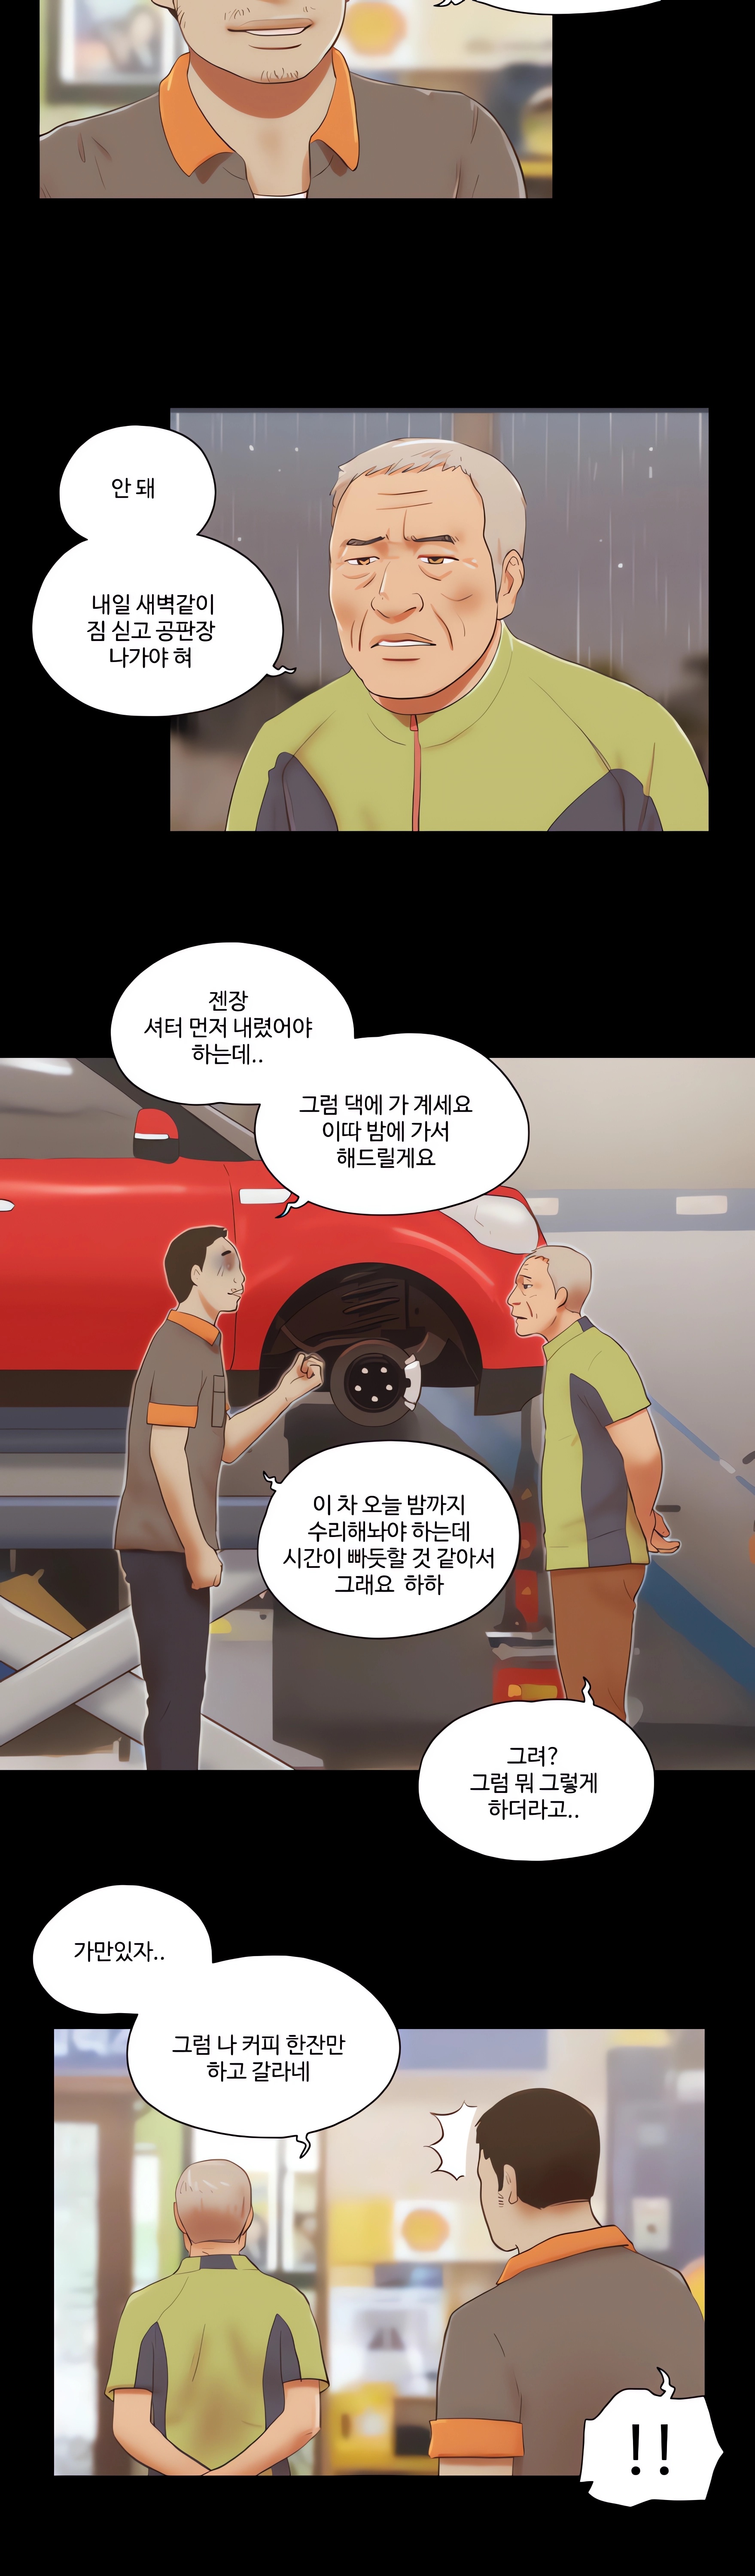 안 돼
내일 새벽같이
짐 싣고 공판장
나가야 혀
젠장
셔터 먼저 내렸어야
하는데..
그럼 댁에 가 계세요
이따 밤에 가서
해드릴게요
이 차 오늘 밤까지
수리해놔야 하는데
시간이 빠듯할 것 같아서
그래요 하하
그려?
그럼 뭐 그렇게
하더라고..
가만있자..
그럼 나 커피 한잔만
하고 갈라네
!!